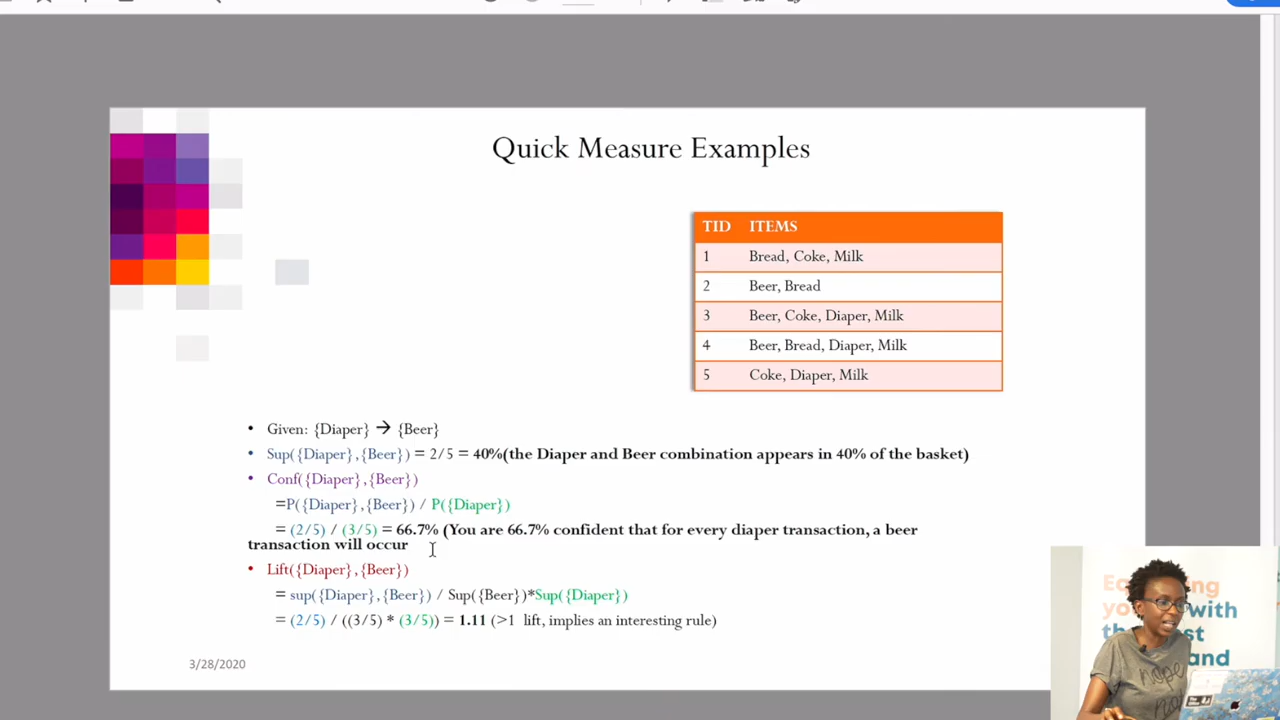 Quick Measure Examples
TID ITEMS
1 Bread, Coke, Milk
2 Beer, Bread
3 Beer, Coke, Diaper, Milk
4 Beer, Bread, Diaper, Milk
5 Coke, Diaper, Milk
• Given: {Diaper} → {Beer}
• Sup({Diaper},{Beer}) = 2/5 = 40%(the Diaper and Beer combination appears in 40% of the basket)
• Conf({Diaper},{Beer})
=P({Diaper},{Beer}) / P({Diaper})
= (2/5) / (3/5) = 66.7% (You are 66.7% confident that for every diaper transaction, a beer
transaction will occur
• Lift({Diaper},{Beer})
= sup({Diaper},{Beer}) / Sup({Beer})*Sup({Diaper})
= (2/5) / ((3/5) * (3/5)) = 1.11 (>1 lift, implies an interesting rule)
3/28/2020
with
and
nope